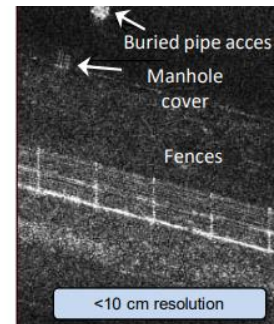 Buried pipe acces
Manhole
cover
Fences
<10 cm resolution